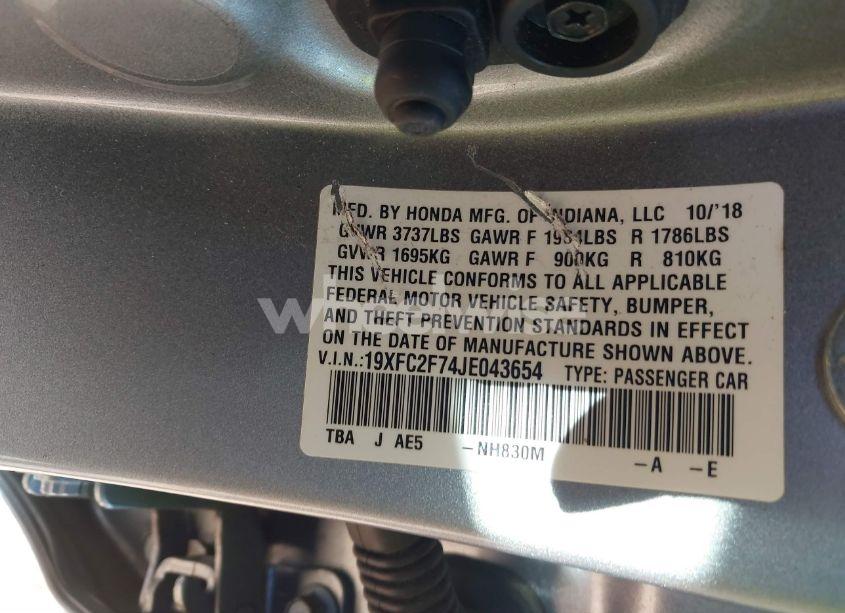 MFD. BY HONDA MFG. OF INDIANA, LLC 10/'18
GVWR 3737LBS GAWR F 1984LBS R 1786LBS
GVWR 1695KG GAWR F 900KG R 810KG
THIS VEHICLE CONFORMS TO ALL APPLICABLE
FEDERAL MOTOR VEHICLE SAFETY, BUMPER,
AND THEFT PREVENTION STANDARDS IN EFFECT
ON THE DATE OF MANUFACTURE SHOWN ABOVE.
V.I.N.:19XFC2F74JE043654 TYPE: PASSENGER CAR
TBA J AE5 -NH830M -A -E